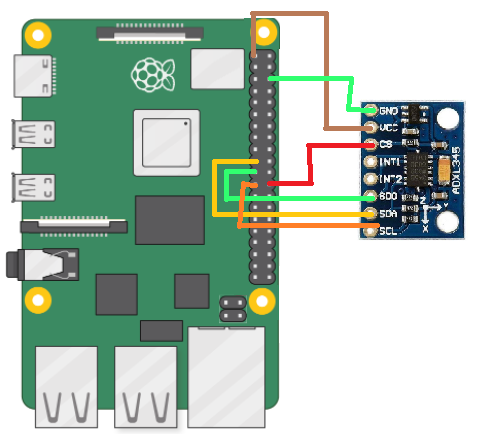 GND
VCC
CS
INT1
INT2
SDO
SDA
SCL
ADXL345
Z
Y
X